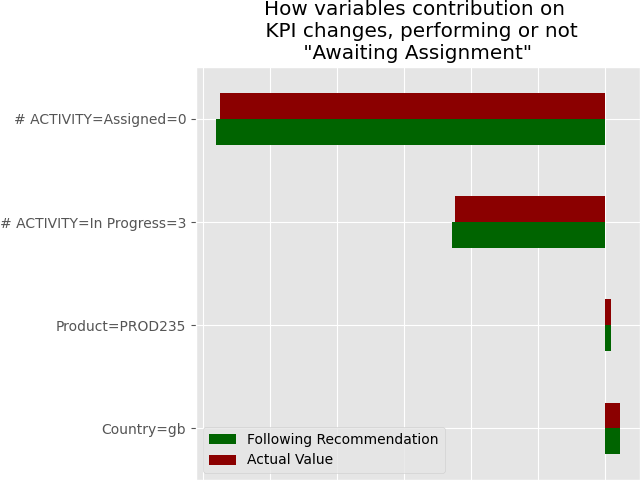 How variables contribution on
KPI changes, performing or not
"Awaiting Assignment"
# ACTIVITY=Assigned=0
# ACTIVITY=In Progress=3
Product=PROD235
Country=gb
Following Recommendation
Actual Value